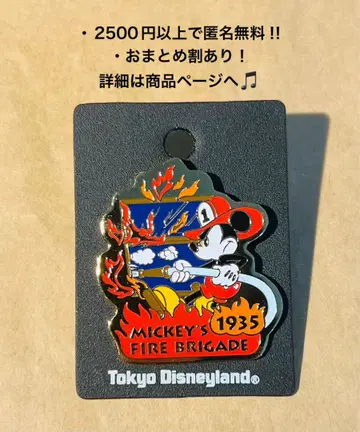 ・2500円以上で匿名無料!!
・おまとめ割あり！
詳細は商品ページへ🎵
1
MICKEY'S 1935
FIRE BRIGADE
Tokyo Disneyland®